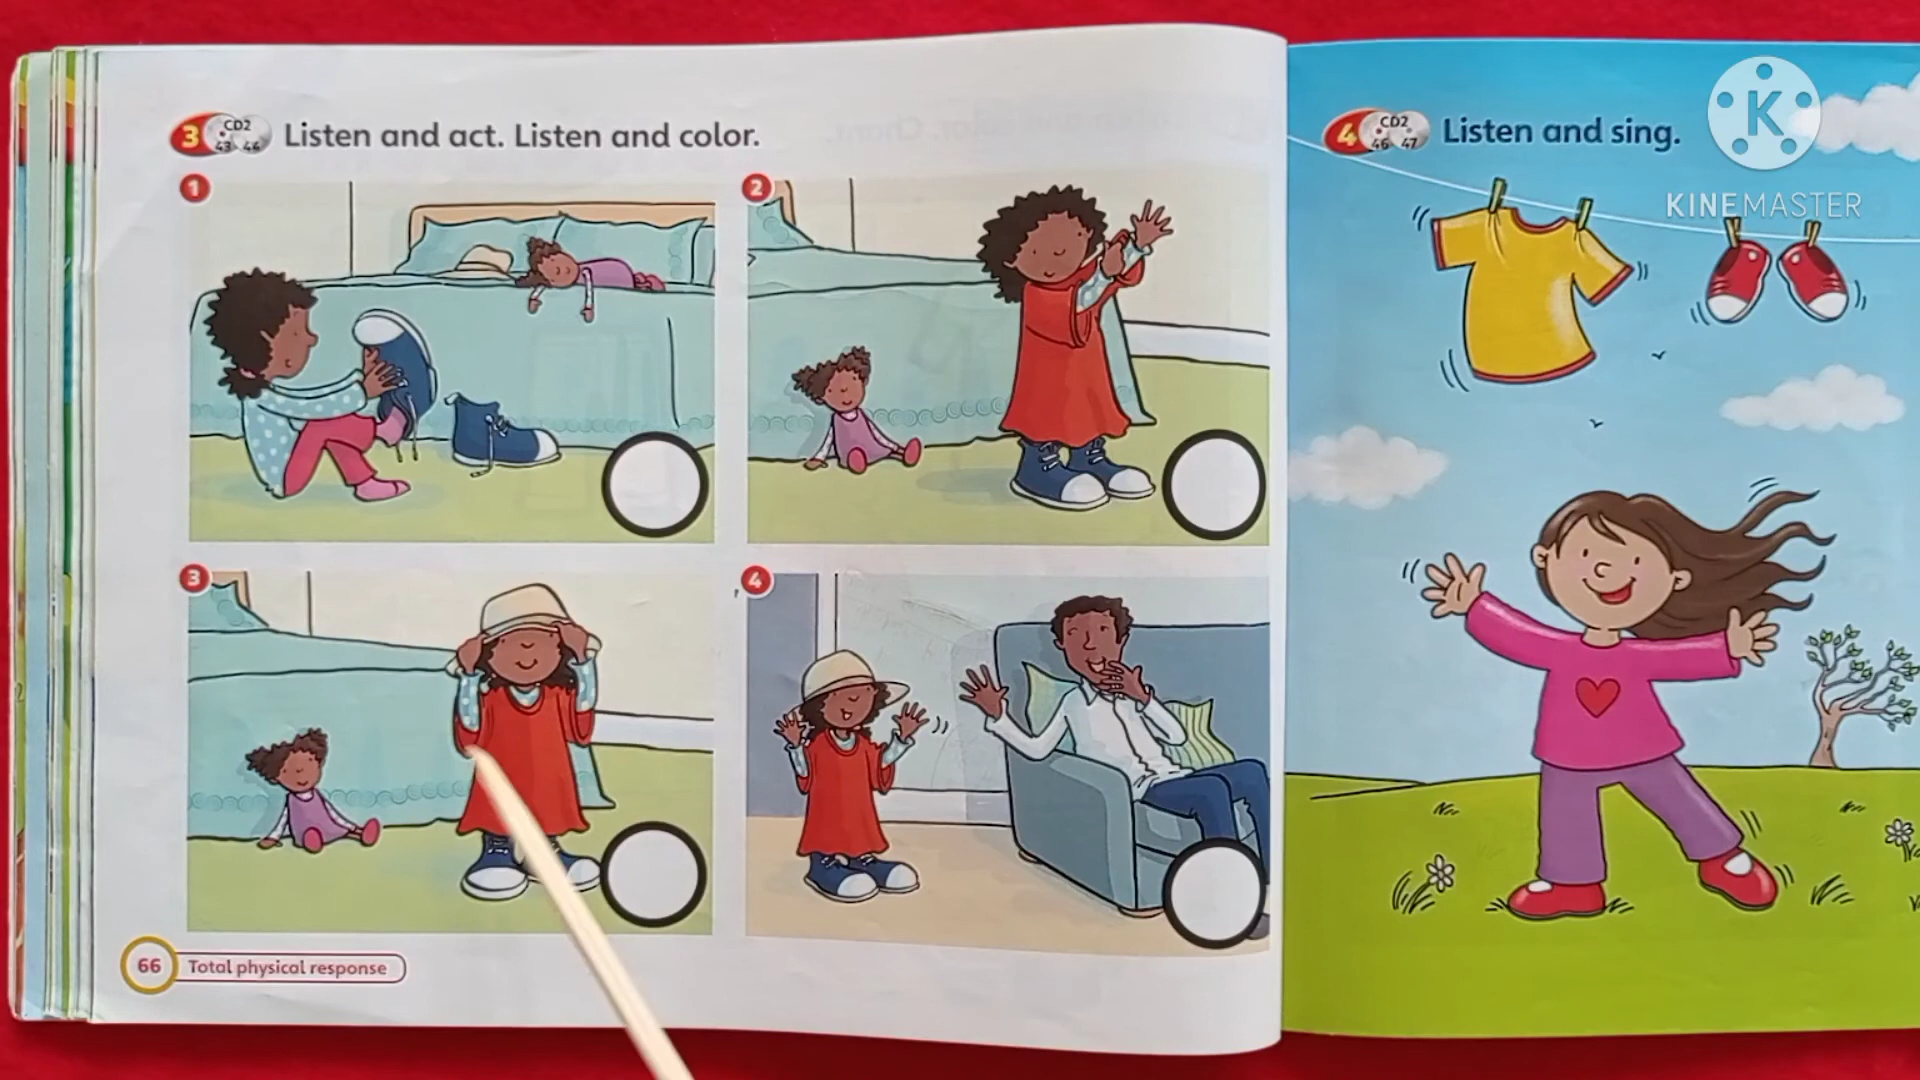 3 CD2 43 44 Listen and act. Listen and color.
1
2
3
4
66 Total physical response
4 CD2 46 47 Listen and sing.
K
KINEMASTER